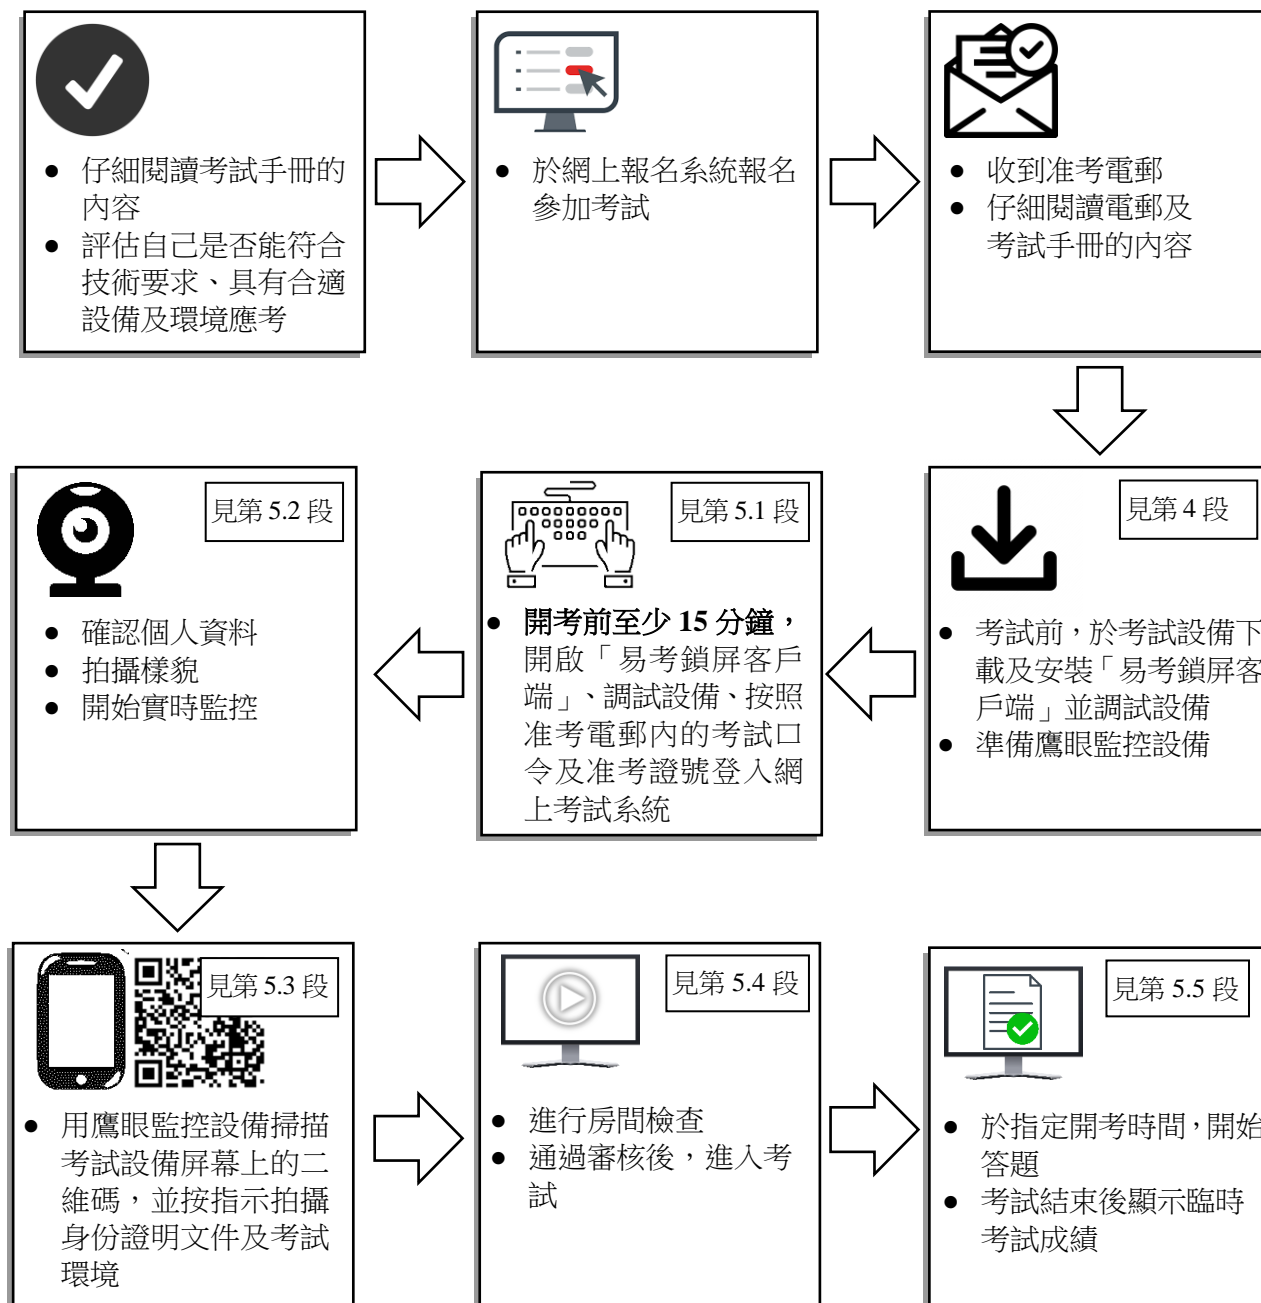 ● 仔細閱讀考試手冊的
內容
● 評估自己是否能符合
技術要求、具有合適
設備及環境應考
● 於網上報名系統報名
參加考試
● 收到准考電郵
● 仔細閱讀電郵及
考試手冊的內容
見第 4 段
● 考試前，於考試設備下
載及安裝「易考鎖屏客
戶端」並調試設備
● 準備鷹眼監控設備
見第 5.1 段
● 開考前至少 15 分鐘，
開啟「易考鎖屏客戶
端」、調試設備、按照
准考電郵內的考試口
令及准考證號登入網
上考試系統
見第 5.2 段
● 確認個人資料
● 拍攝樣貌
● 開始實時監控
見第 5.3 段
● 用鷹眼監控設備掃描
考試設備屏幕上的二
維碼，並按指示拍攝
身份證明文件及考試
環境
見第 5.4 段
● 進行房間檢查
● 通過審核後，進入考
試
見第 5.5 段
● 於指定開考時間，開始
答題
● 考試結束後顯示臨時
考試成績